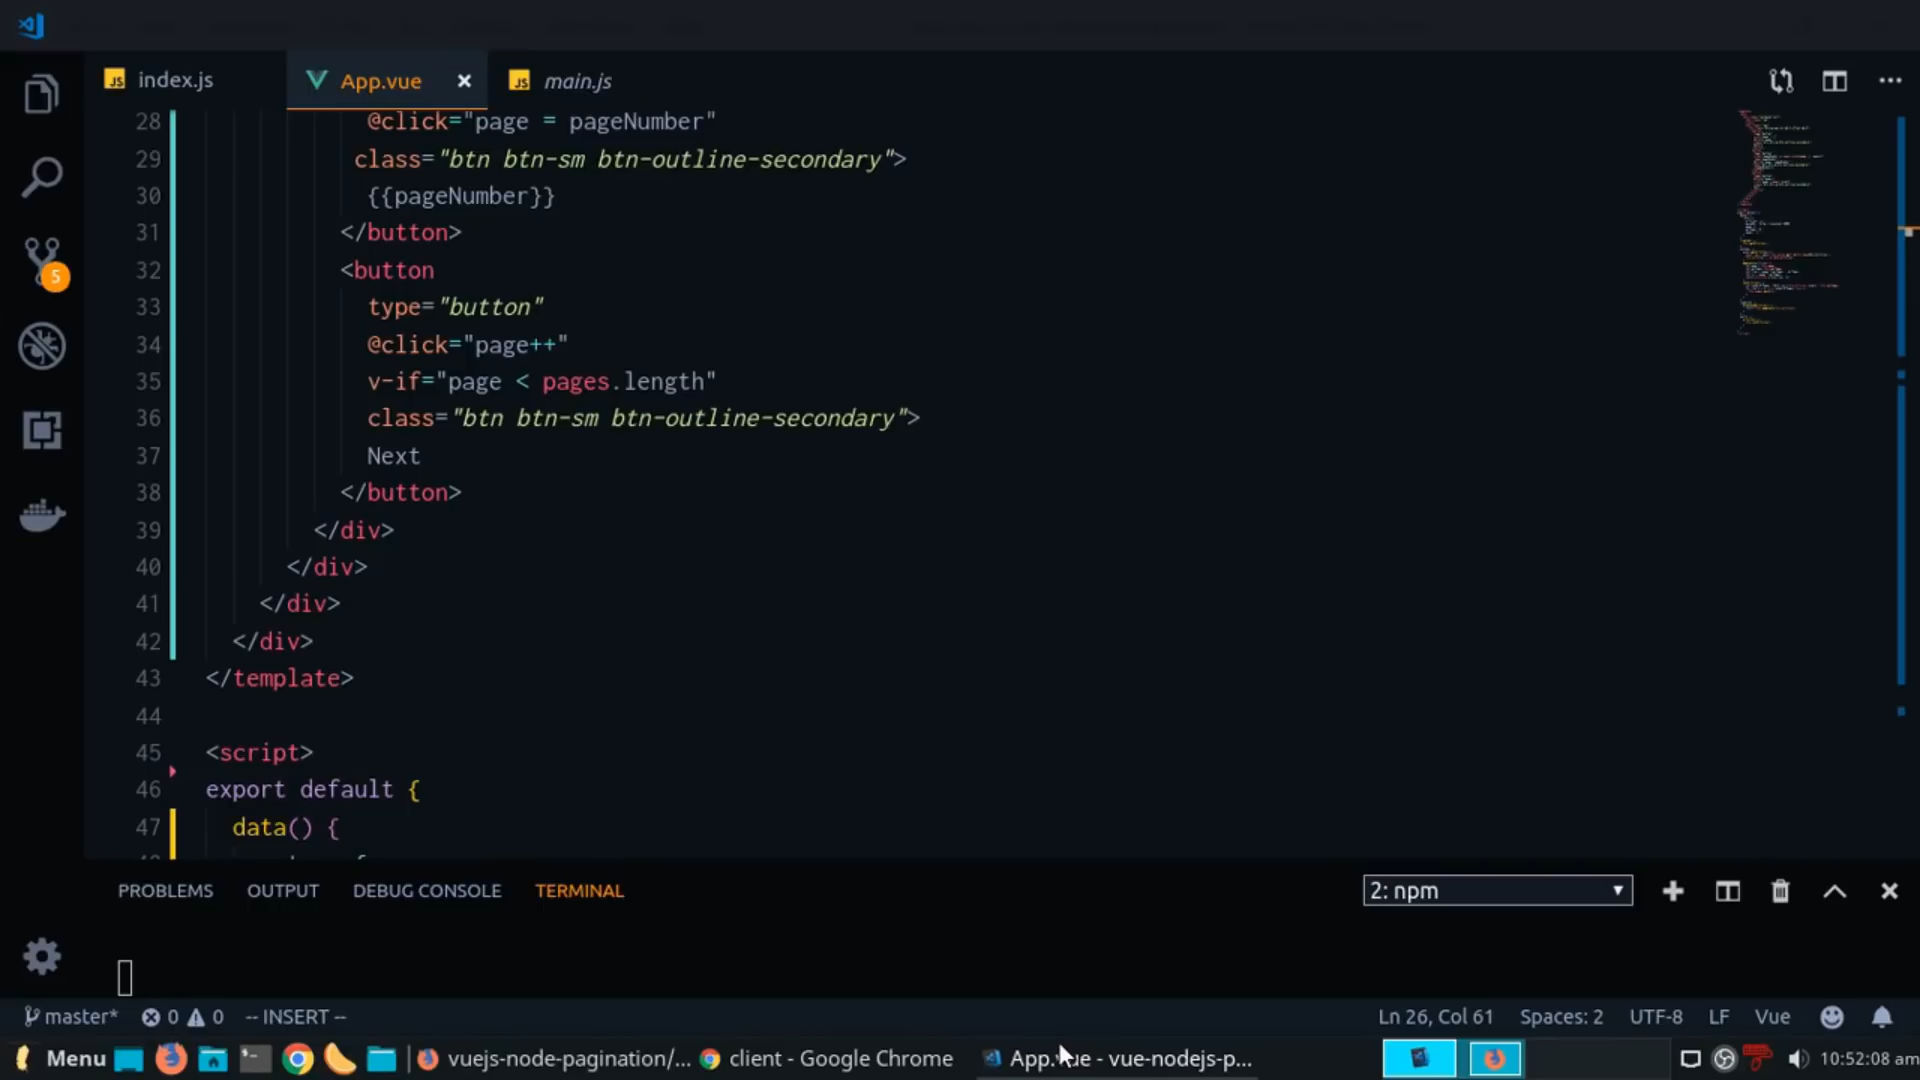 index.js
App.vue
main.js
28 @click="page = pageNumber"
29 class="btn btn-sm btn-outline-secondary">
30 {{pageNumber}}
31 </button>
32 <button
33 type="button"
34 @click="page++"
35 v-if="page < pages.length"
36 class="btn btn-sm btn-outline-secondary">
37 Next
38 </button>
39 </div>
40 </div>
41 </div>
42 </div>
43 </template>
44
45 <script>
46 export default {
47 data() {
5
PROBLEMS OUTPUT DEBUG CONSOLE TERMINAL
2: npm
master* 0 0 -- INSERT --
Ln 26, Col 61 Spaces: 2 UTF-8 LF Vue
Menu vuejs-node-pagination/... client - Google Chrome App.vue - vue-nodejs-p... 10:52:08 am